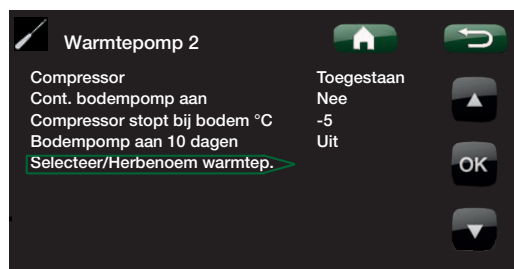 Warmtepomp 2
Compressor Toegestaan
Cont. bodempomp aan Nee
Compressor stopt bij bodem °C -5
Bodempomp aan 10 dagen Uit
Selecteer/Herbenoem warmtep.
OK